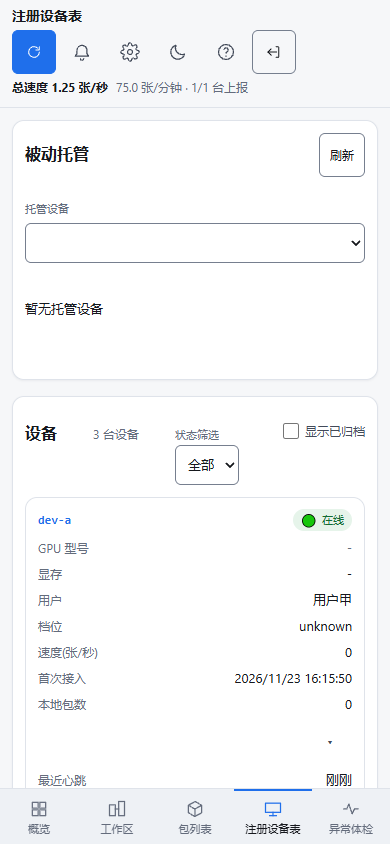 注册设备表
总速度 1.25 张/秒 75.0 张/分钟 · 1/1 台上报
被动托管
刷新
托管设备
暂无托管设备
设备
3 台设备
状态筛选
全部
显示已归档
dev-a
在线
GPU 型号 -
显存 -
用户 用户甲
档位 unknown
速度(张/秒) 0
首次接入 2026/11/23 16:15:50
本地包数 0
最近心跳 刚刚
概览 工作区 包列表 注册设备表 异常体检